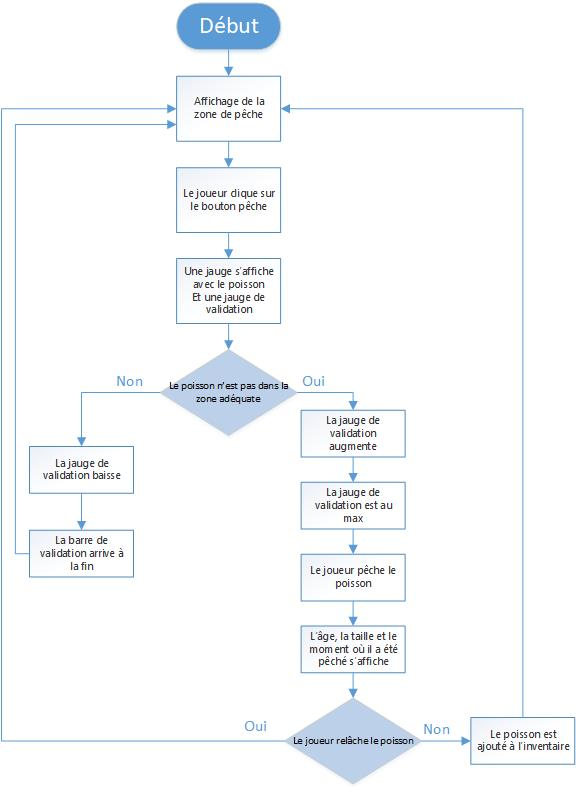 Début
Affichage de la
zone de pêche
Le joueur clique sur
le bouton pêche
Une jauge s'affiche
avec le poisson
Et une jauge de
validation
Non
Le poisson n'est pas dans la
zone adéquate
Oui
La jauge de
validation baisse
La barre de
validation arrive à
la fin
La jauge de
validation
augmente
La jauge de
validation est au
max
Le joueur pêche le
poisson
L'âge, la taille et le
moment où il a été
pêché s'affiche
Oui
Le joueur relâche le poisson
Non
Le poisson est
ajouté à l'inventaire